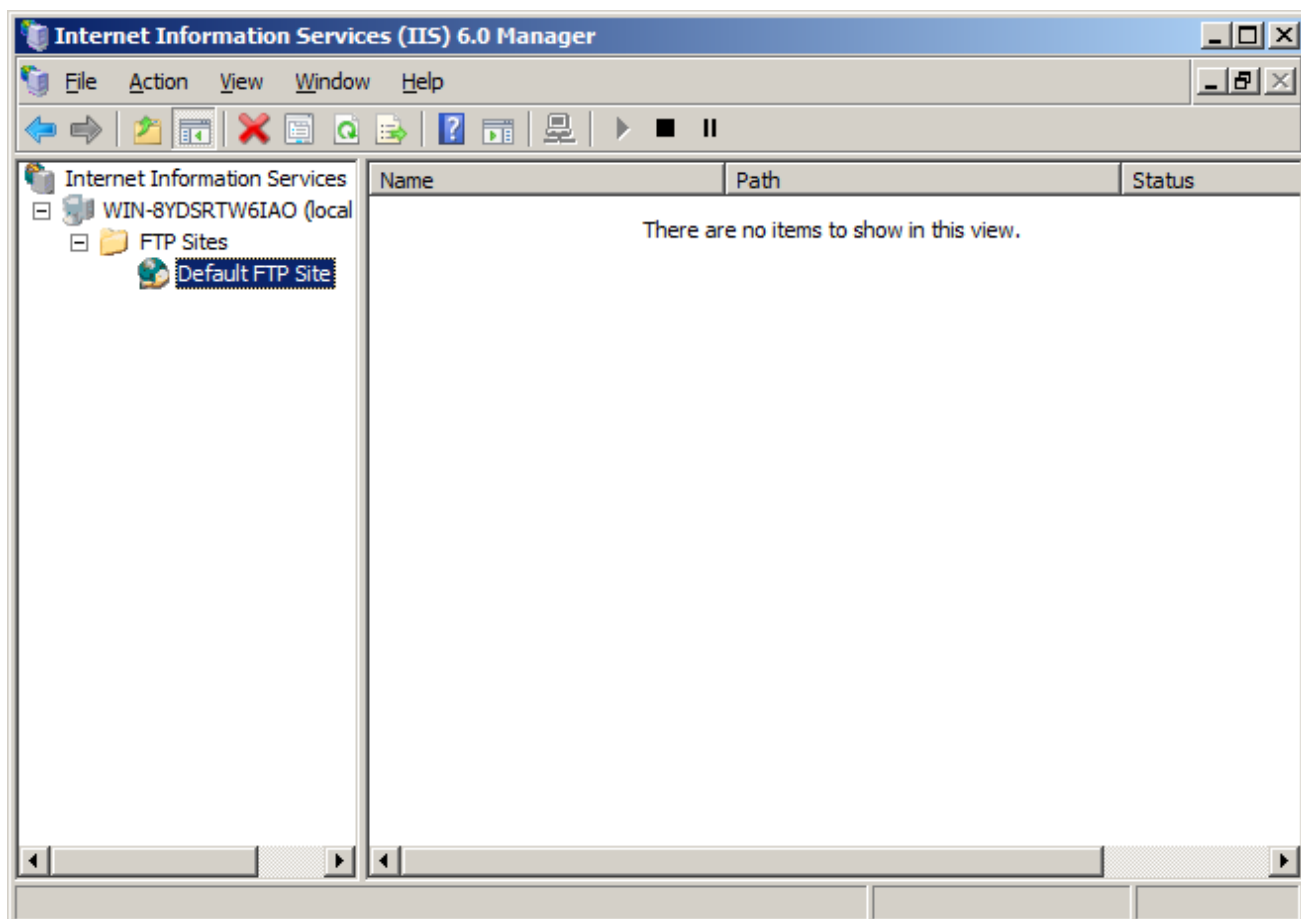 Internet Information Services (IIS) 6.0 Manager
File Action View Window Help
Internet Information Services
WIN-8YDSRTW6IAO (local
FTP Sites
Default FTP Site
Name Path Status
There are no items to show in this view.